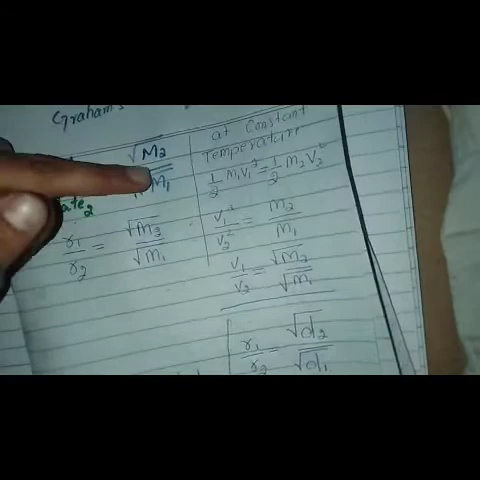 Graham's
√M2
√M1
rate2
r1/r2 = √M2/√M1
at Constant
Temperature
1/2 M1V1² = 1/2 M2V2²
V1²/V2² = M2/M1
V1/V2 = √M2/√M1
r1/r2 = √d2/√d1